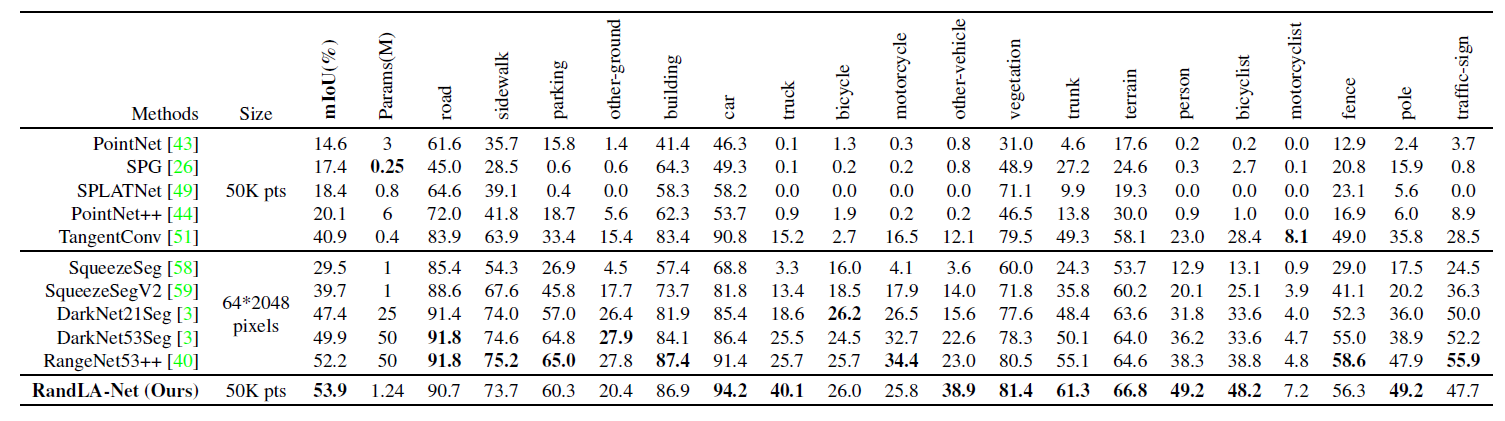 Methods Size mIoU(%) Params(M) road sidewalk parking other-ground building car truck bicycle motorcycle other-vehicle vegetation trunk terrain person bicyclist motorcyclist fence pole traffic-sign
PointNet [43] 14.6 3 61.6 35.7 15.8 1.4 41.4 46.3 0.1 1.3 0.3 0.8 31.0 4.6 17.6 0.2 0.2 0.0 12.9 2.4 3.7
SPG [26] 17.4 0.25 45.0 28.5 0.6 0.6 64.3 49.3 0.1 0.2 0.2 0.8 48.9 27.2 24.6 0.3 2.7 0.1 20.8 15.9 0.8
SPLATNet [49] 50K pts 18.4 0.8 64.6 39.1 0.4 0.0 58.3 58.2 0.0 0.0 0.0 0.0 71.1 9.9 19.3 0.0 0.0 0.0 23.1 5.6 0.0
PointNet++ [44] 20.1 6 72.0 41.8 18.7 5.6 62.3 53.7 0.9 1.9 0.2 0.2 46.5 13.8 30.0 0.9 1.0 0.0 16.9 6.0 8.9
TangentConv [51] 40.9 0.4 83.9 63.9 33.4 15.4 83.4 90.8 15.2 2.7 16.5 12.1 79.5 49.3 58.1 23.0 28.4 8.1 49.0 35.8 28.5
SqueezeSeg [58] 29.5 1 85.4 54.3 26.9 4.5 57.4 68.8 3.3 16.0 4.1 3.6 60.0 24.3 53.7 12.9 13.1 0.9 29.0 17.5 24.5
SqueezeSegV2 [59] 39.7 1 88.6 67.6 45.8 17.7 73.7 81.8 13.4 18.5 17.9 14.0 71.8 35.8 60.2 20.1 25.1 3.9 41.1 20.2 36.3
64*2048
DarkNet21Seg [3] 47.4 25 91.4 74.0 57.0 26.4 81.9 85.4 18.6 26.2 26.5 15.6 77.6 48.4 63.6 31.8 33.6 4.0 52.3 36.0 50.0
pixels
DarkNet53Seg [3] 49.9 50 91.8 74.6 64.8 27.9 84.1 86.4 25.5 24.5 32.7 22.6 78.3 50.1 64.0 36.2 33.6 4.7 55.0 38.9 52.2
RangeNet53++ [40] 52.2 50 91.8 75.2 65.0 27.8 87.4 91.4 25.7 25.7 34.4 23.0 80.5 55.1 64.6 38.3 38.8 4.8 58.6 47.9 55.9
RandLA-Net (Ours) 50K pts 53.9 1.24 90.7 73.7 60.3 20.4 86.9 94.2 40.1 26.0 25.8 38.9 81.4 61.3 66.8 49.2 48.2 7.2 56.3 49.2 47.7